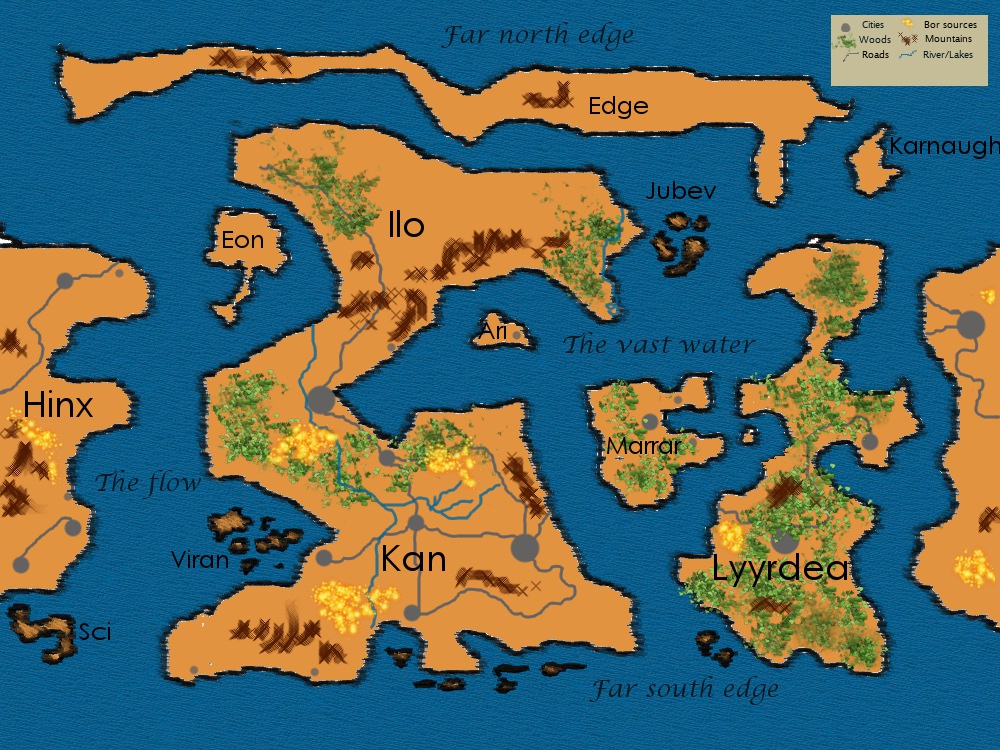 Far north edge
Cities
Bor sources
Woods
Mountains
Roads
River/Lakes
Edge
Karnaugh
Jubev
Ilo
Eon
Ari
The vast water
Hinx
Marrar
The flow
Viran
Kan
Lyyrdea
Sci
Far south edge